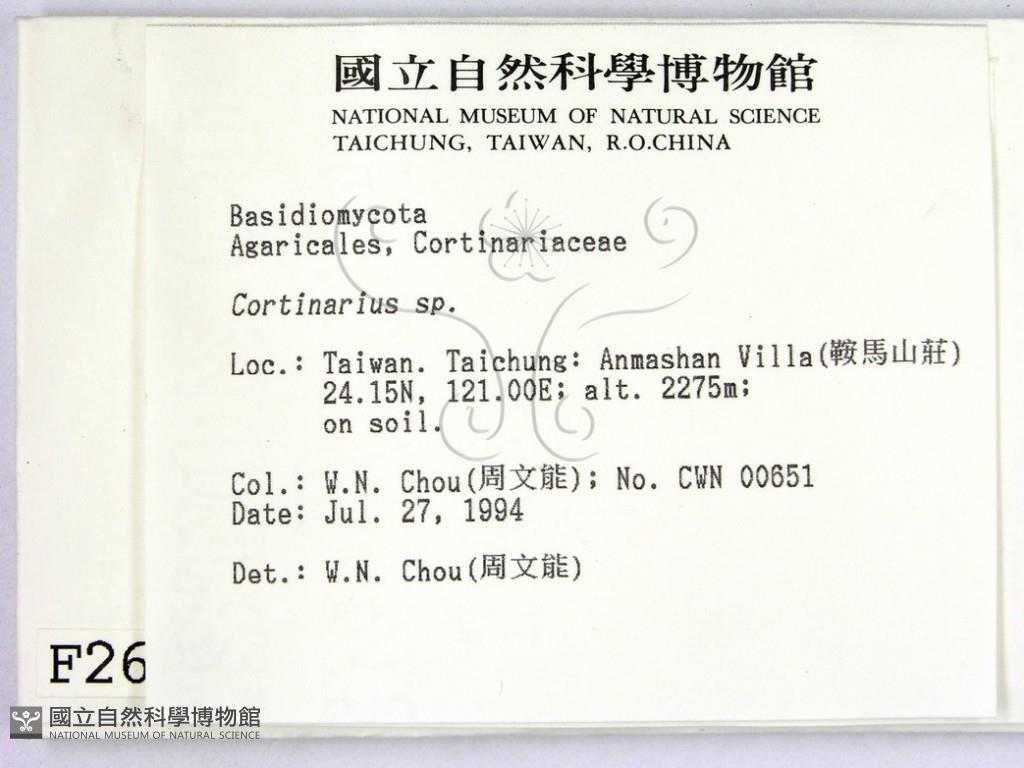 國立自然科學博物館
NATIONAL MUSEUM OF NATURAL SCIENCE
TAICHUNG, TAIWAN, R.O.CHINA
Basidiomycota
Agaricales, Cortinariaceae
Cortinarius sp.
Loc.: Taiwan. Taichung: Anmashan Villa(鞍馬山莊)
24.15N, 121.00E; alt. 2275m;
on soil.
Col.: W.N. Chou(周文能); No. CWN 00651
Date: Jul. 27, 1994
Det.: W.N. Chou(周文能)
F26
國立自然科學博物館
NATIONAL MUSEUM OF NATURAL SCIENCE